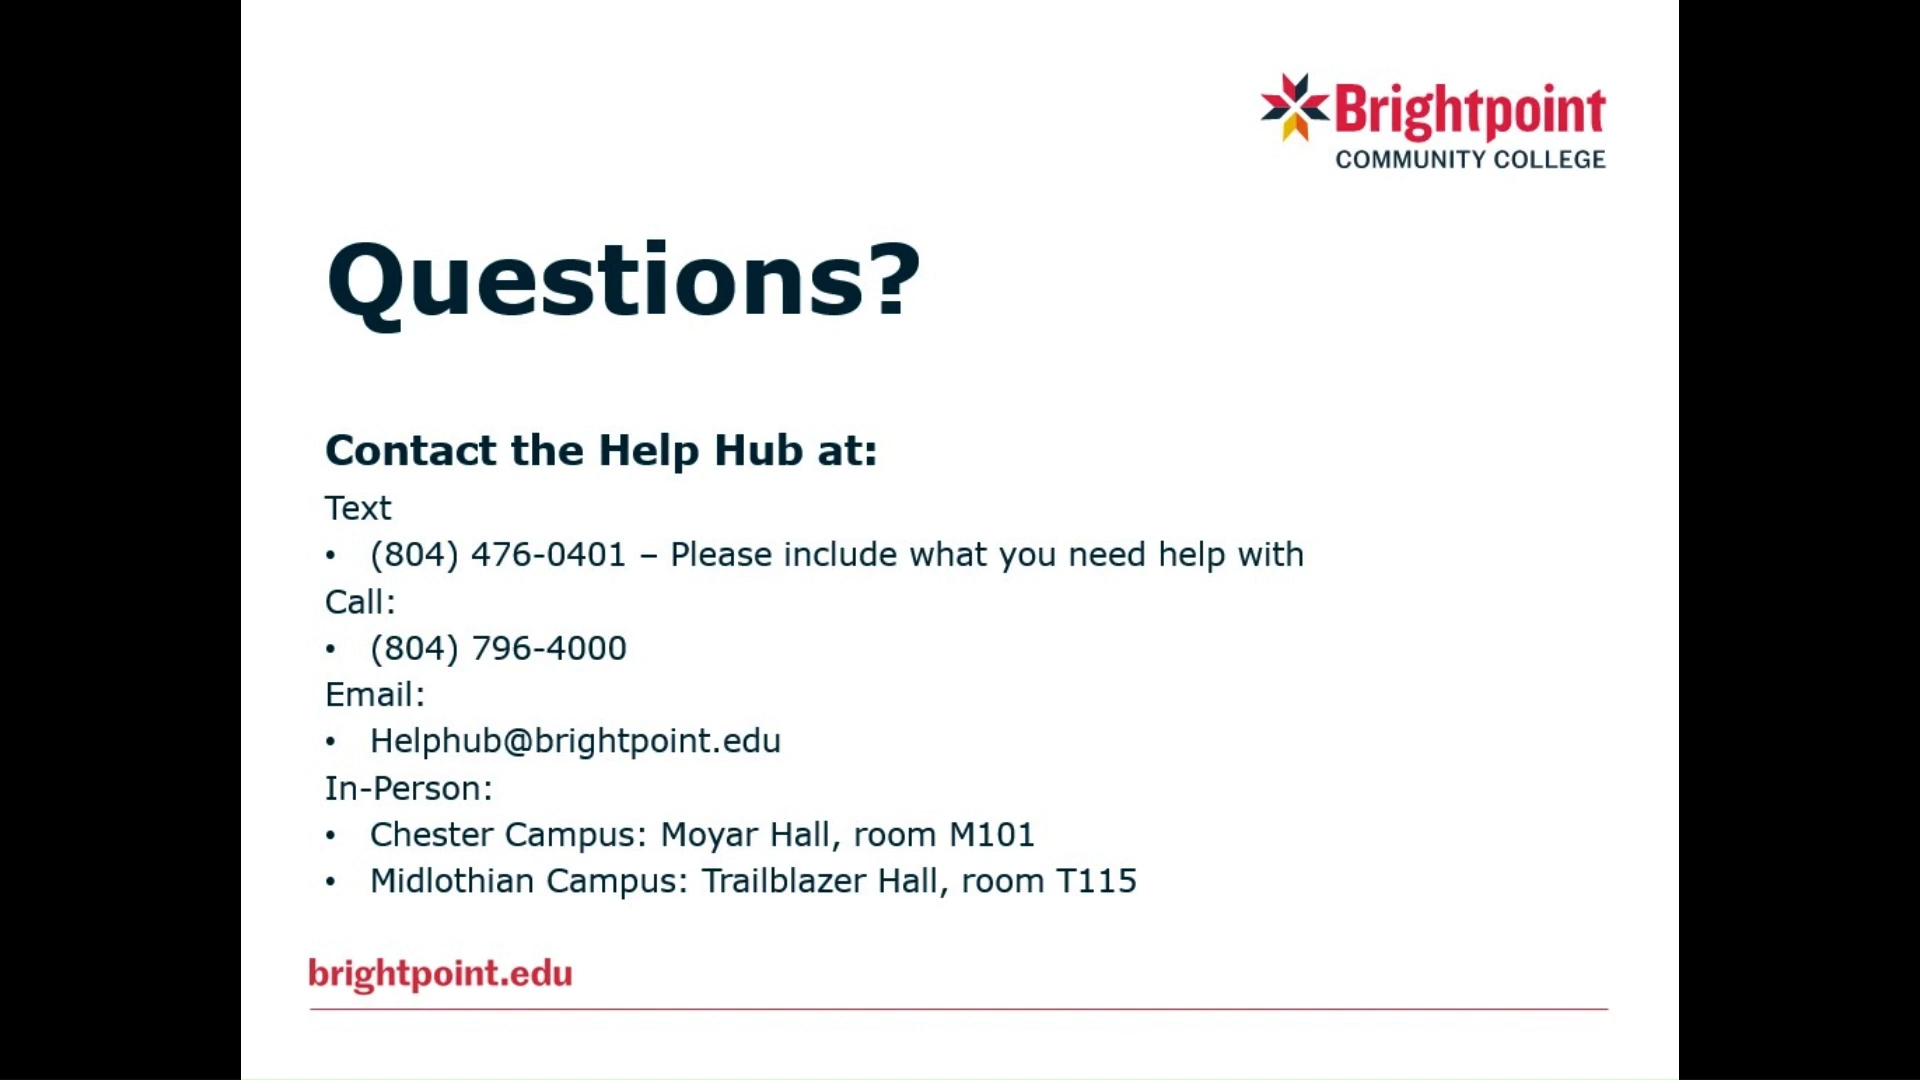 Brightpoint
COMMUNITY COLLEGE
Questions?
Contact the Help Hub at:
Text
• (804) 476-0401 – Please include what you need help with
Call:
• (804) 796-4000
Email:
• Helphub@brightpoint.edu
In-Person:
• Chester Campus: Moyar Hall, room M101
• Midlothian Campus: Trailblazer Hall, room T115
brightpoint.edu